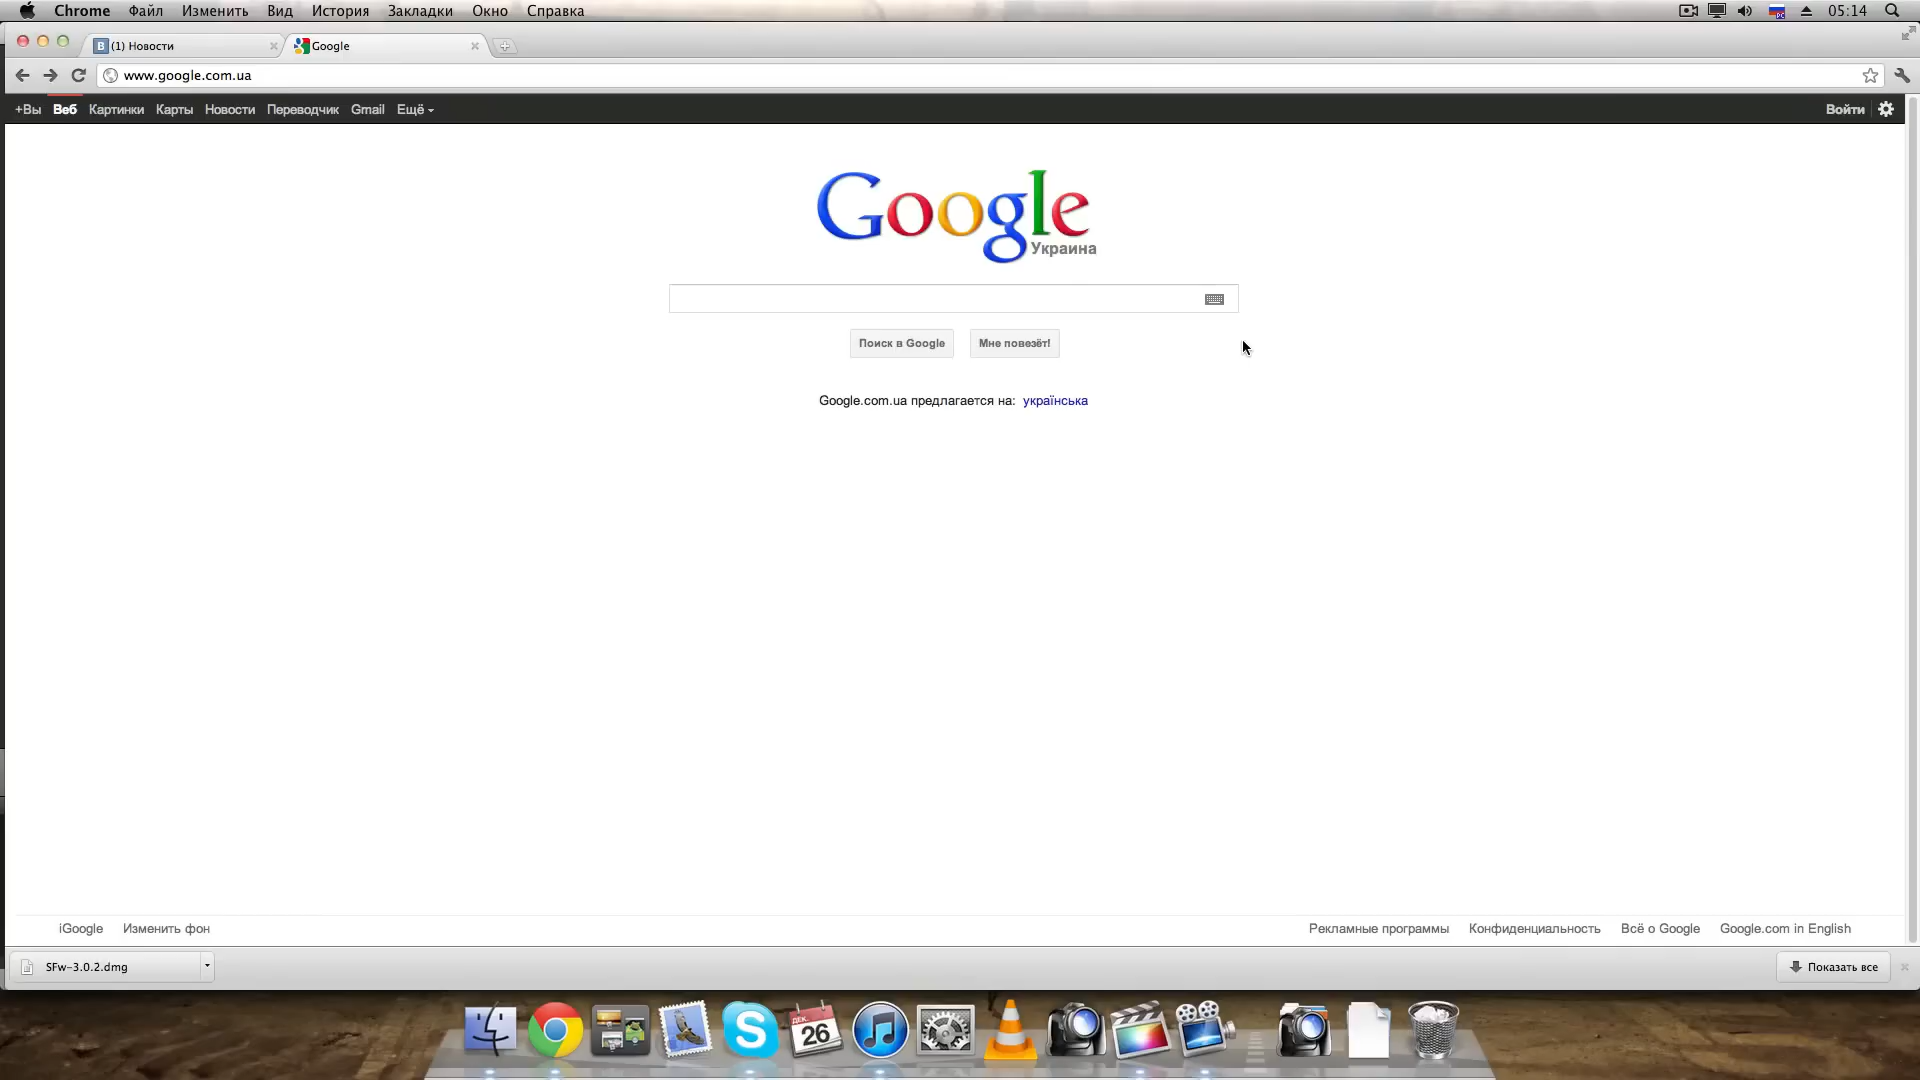 Chrome Файл Изменить Вид История Закладки Окно Справка 05:14
(1) Новости Google
www.google.com.ua
+Вы Веб Картинки Карты Новости Переводчик Gmail Ещё Войти
Google
Украина
Поиск в Google Мне повезёт!
Google.com.ua предлагается на: українська
iGoogle Изменить фон Рекламные программы Конфиденциальность Всё о Google Google.com in English
SFw-3.0.2.dmg Показать все
ДЕК.
26